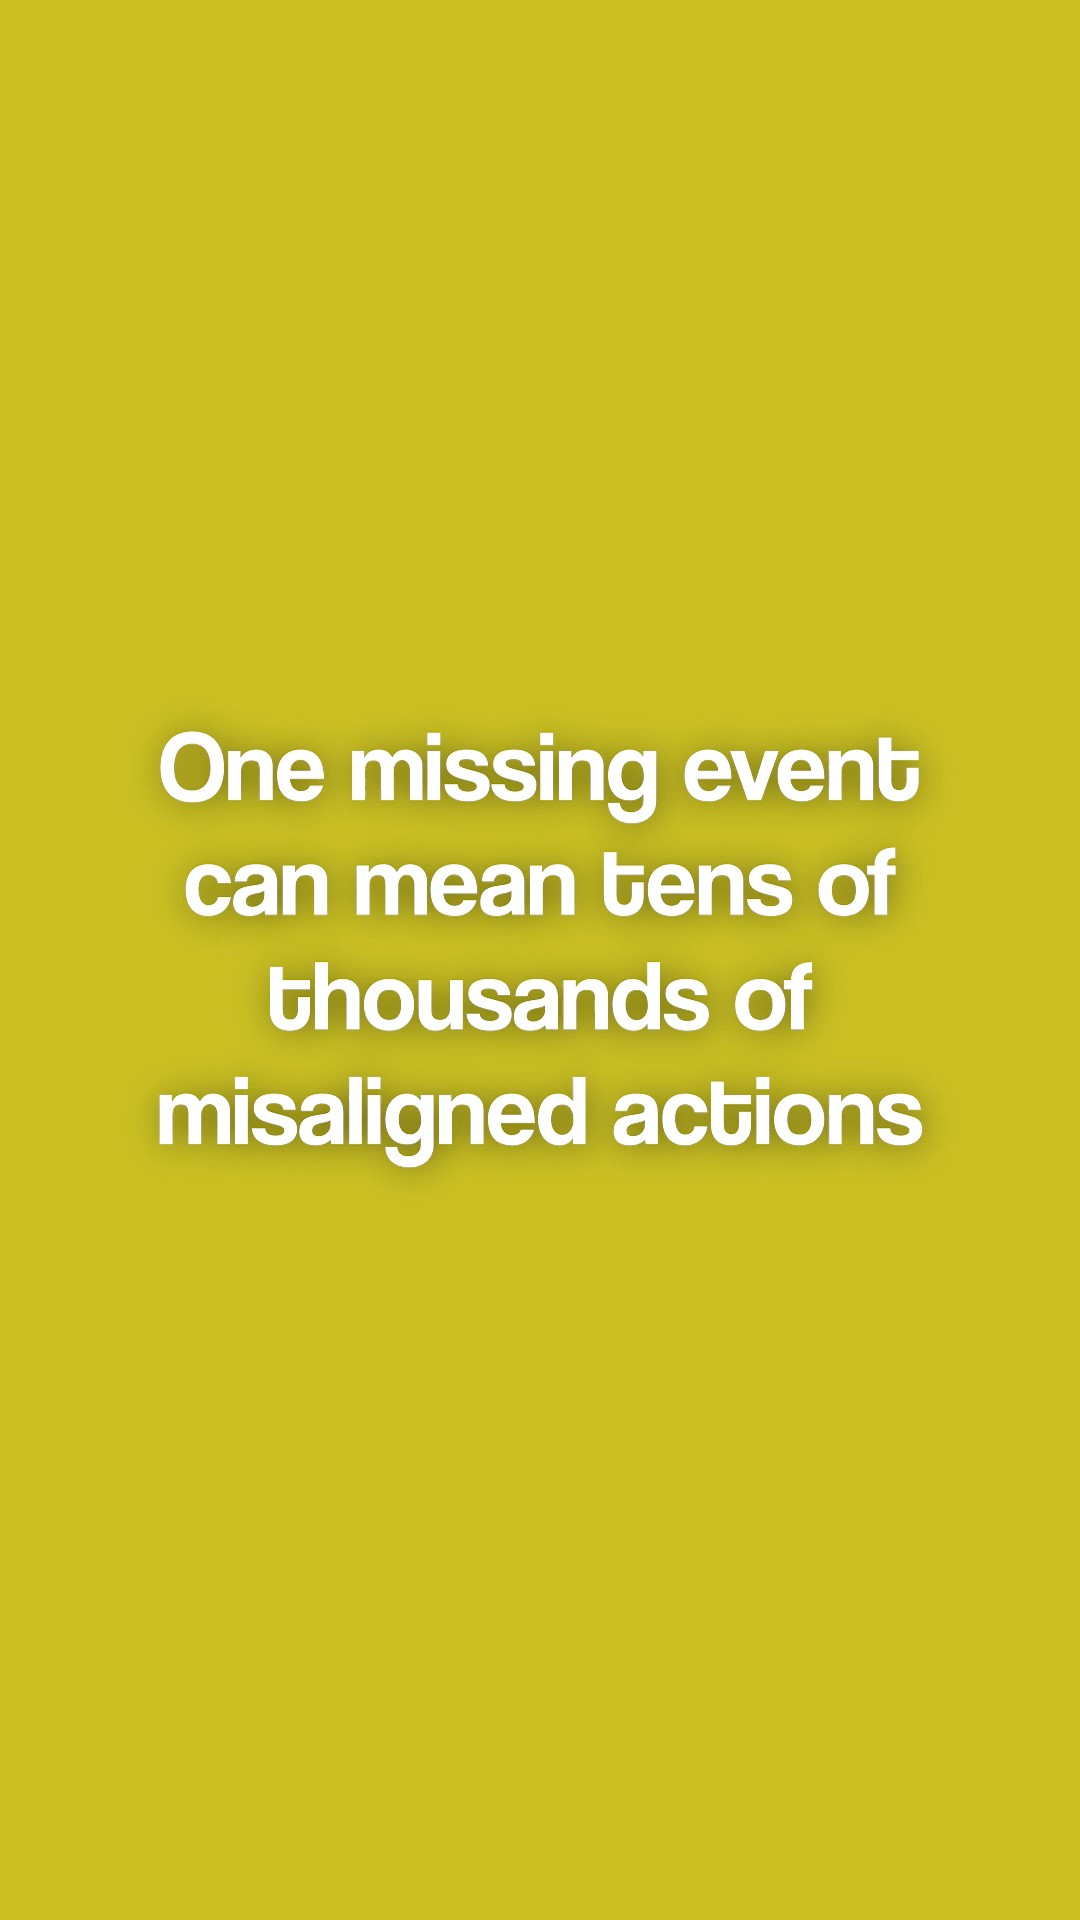 One missing event
can mean tens of
thousands of
misaligned actions